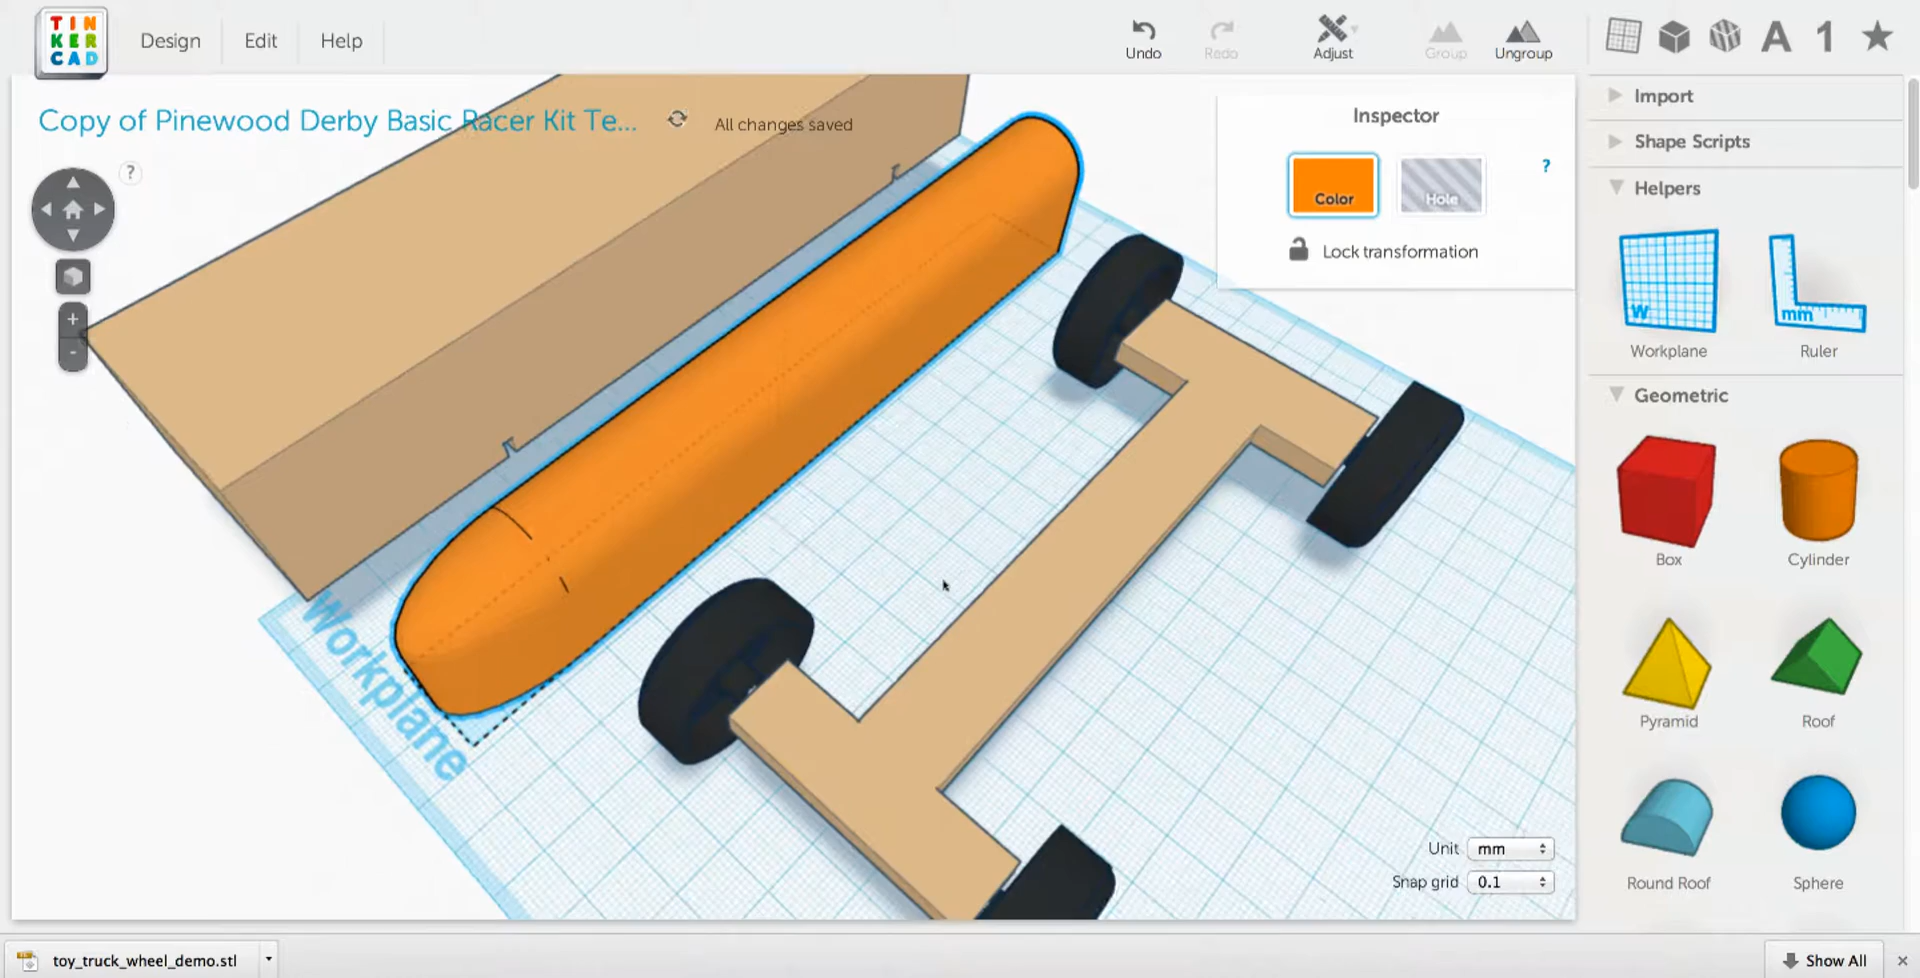 TIN
KER
CAD
Design
Edit
Help
Undo
Redo
Adjust
Group
Ungroup
A
1
Copy of Pinewood Derby Basic Racer Kit Te...
All changes saved
?
Inspector
Color
Hole
?
Lock transformation
Import
Shape Scripts
Helpers
W
mm
Workplane
Ruler
Geometric
Box
Cylinder
Pyramid
Roof
Round Roof
Sphere
+
-
Workplane
Unit
mm
Snap grid
0.1
toy_truck_wheel_demo.stl
Show All